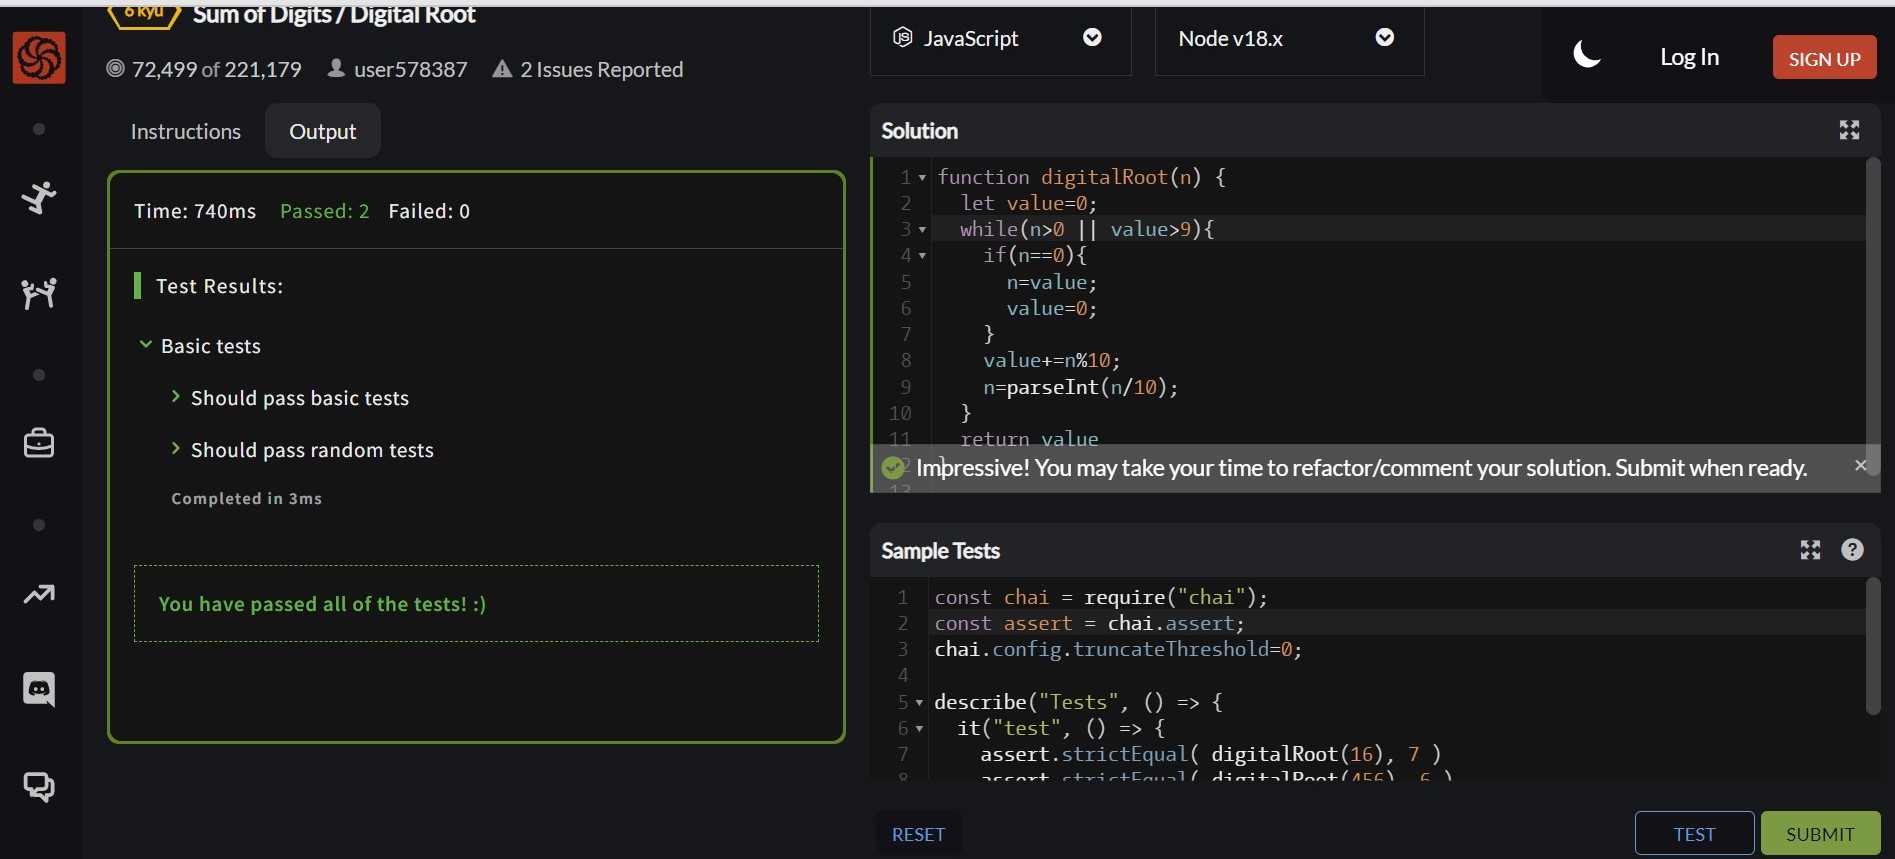 6 kyu Sum of Digits / Digital Root
72,499 of 221,179 user578387 2 Issues Reported
JavaScript
Node v18.x
Log In
SIGN UP
Instructions
Output
Time: 740ms Passed: 2 Failed: 0
Test Results:
Basic tests
Should pass basic tests
Should pass random tests
Completed in 3ms
You have passed all of the tests! :)
Solution
1 function digitalRoot(n) {
2 let value=0;
3 while(n>0 || value>9){
4 if(n==0){
5 n=value;
6 value=0;
7 }
8 value+=n%10;
9 n=parseInt(n/10);
10 }
11 return value
12 }
13
Impressive! You may take your time to refactor/comment your solution. Submit when ready.
Sample Tests
1 const chai = require("chai");
2 const assert = chai.assert;
3 chai.config.truncateThreshold=0;
4
5 describe("Tests", () => {
6 it("test", () => {
7 assert.strictEqual( digitalRoot(16), 7 )
8 assert.strictEqual( digitalRoot(456), 6 )
RESET
TEST
SUBMIT